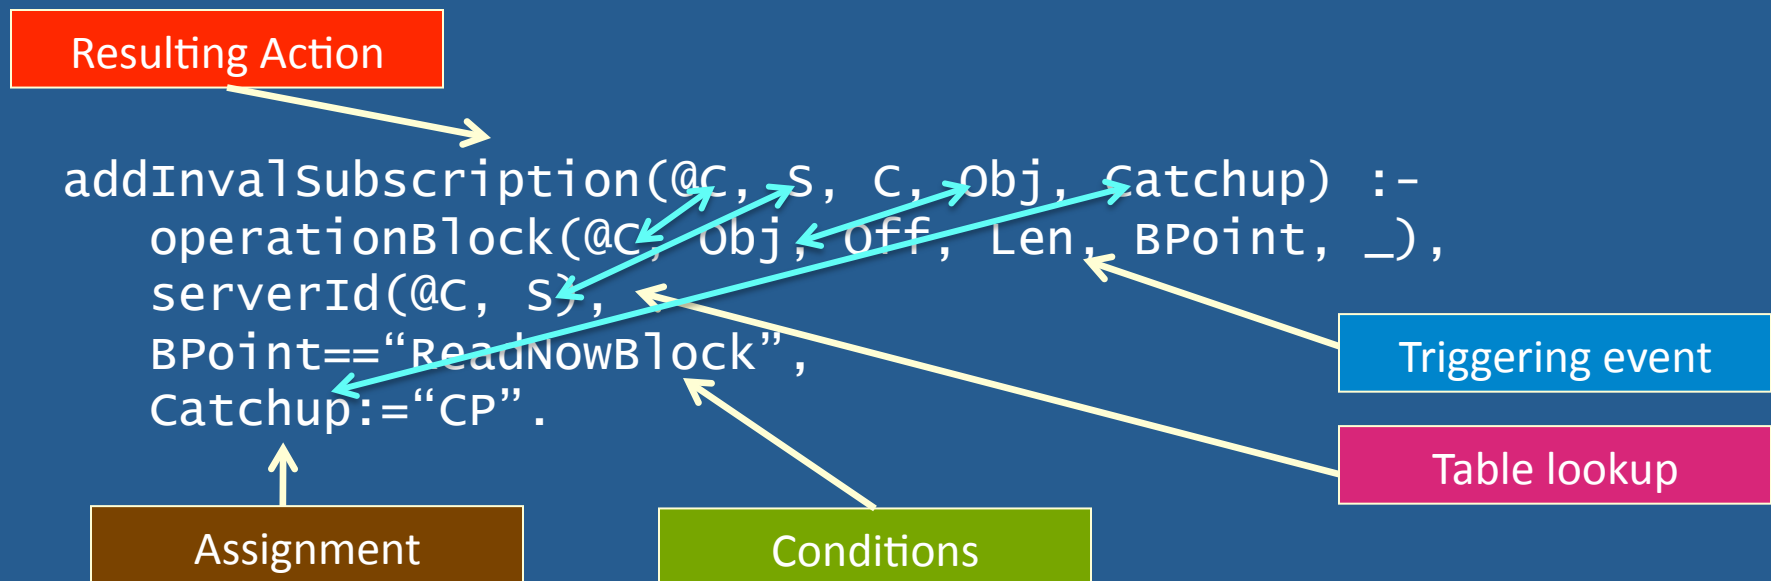 Resulting Action
addInvalSubscription(@C, S, C, Obj, Catchup) :-
operationBlock(@C, Obj, Off, Len, BPoint, _),
serverId(@C, S),
BPoint==“ReadNowBlock”,
Catchup:=“CP”.
Triggering event
Table lookup
Assignment
Conditions